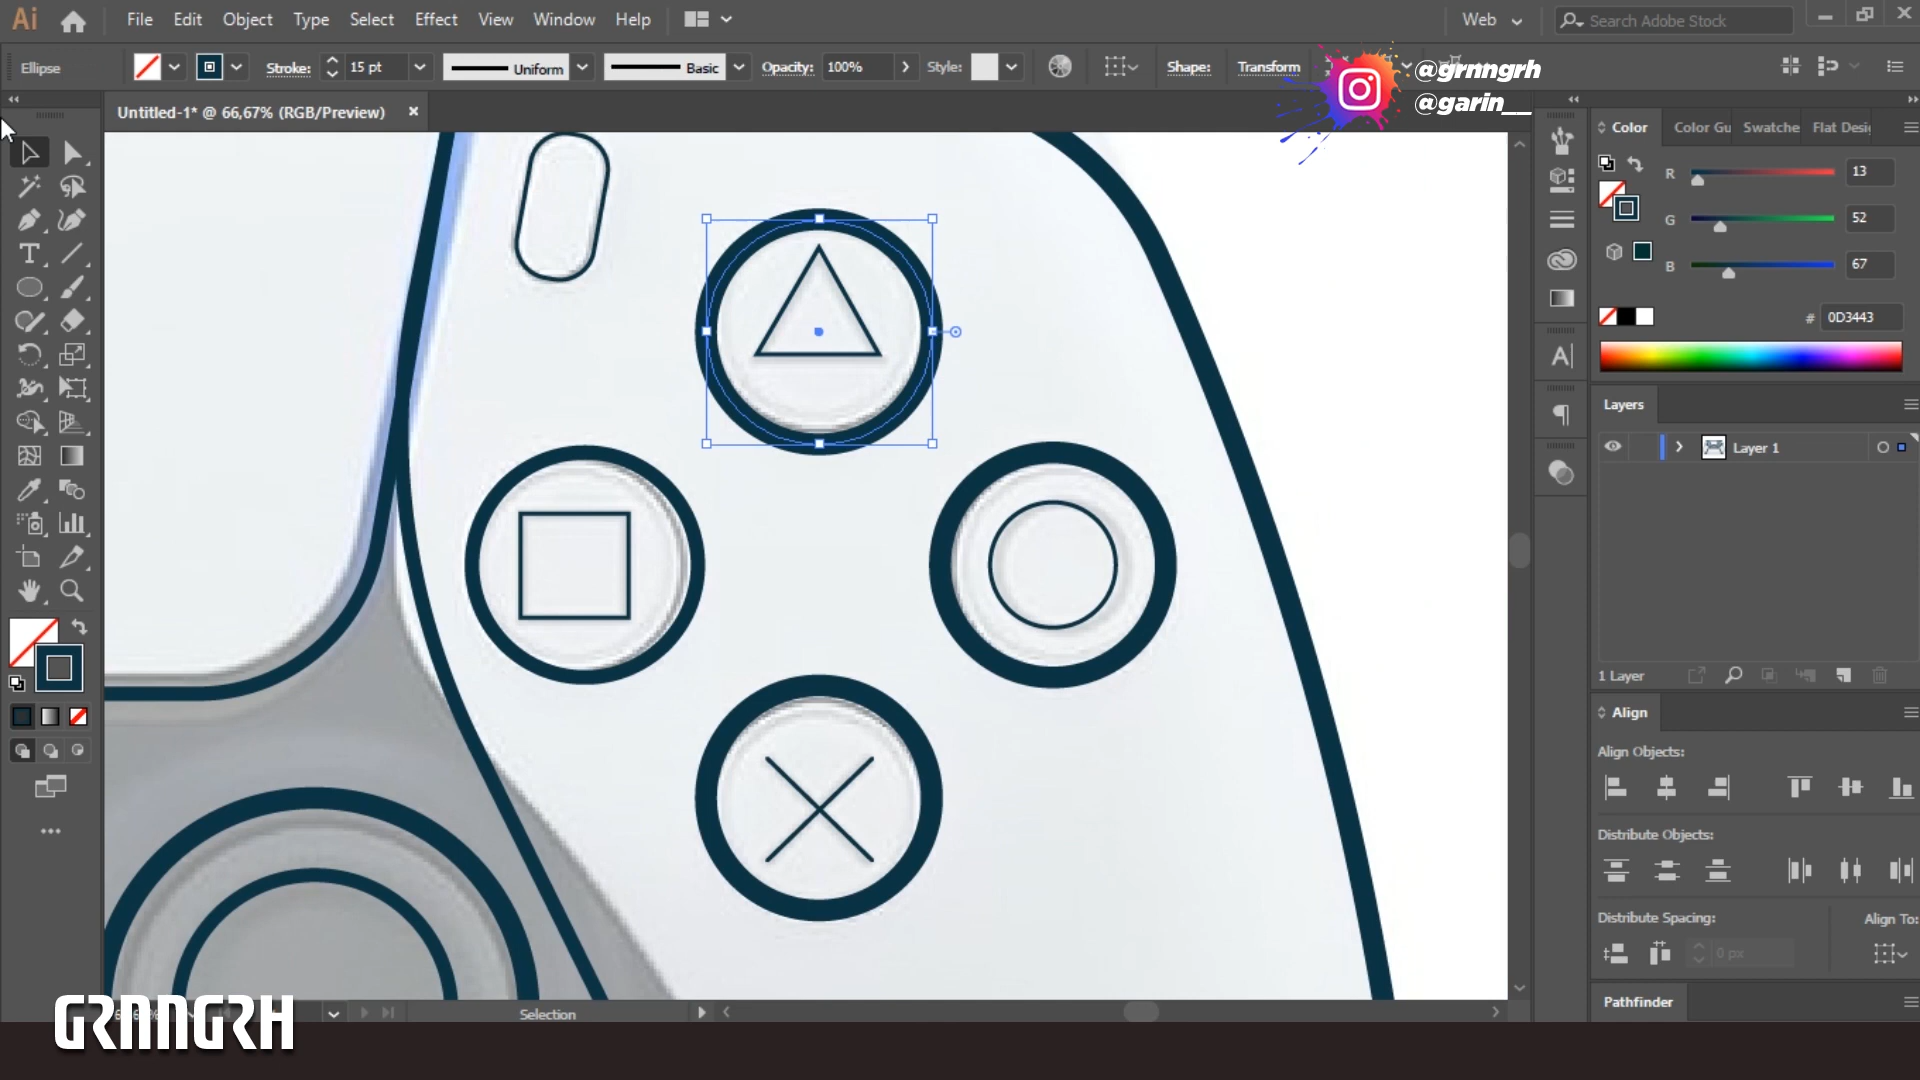 Ai File Edit Object Type Select Effect View Window Help Web Search Adobe Stock
Ellipse Stroke: 15 pt Uniform Basic Opacity: 100% Style: Shape: Transform
@grnngrh
@garin__
Untitled-1* @ 66,67% (RGB/Preview)
Color Color Gu Swatche Flat Desi
R 13
G 52
B 67
# 0D3443
Layers
Layer 1
1 Layer
Align
Align Objects:
Distribute Objects:
Distribute Spacing: Align To:
0 px
Pathfinder
Selection
GRNNGRH